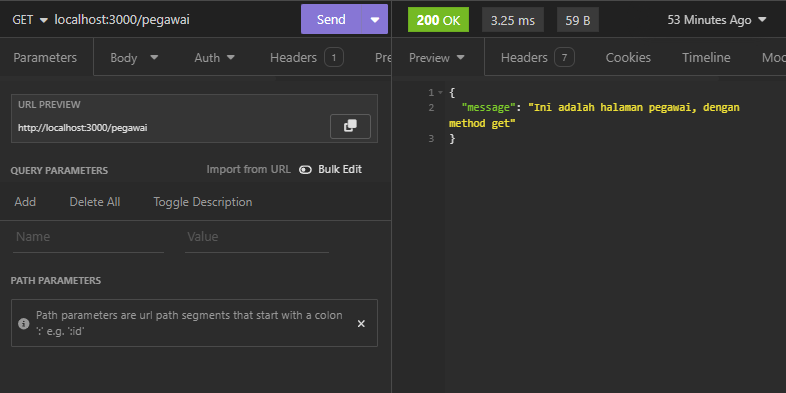 GET localhost:3000/pegawai Send
200 OK 3.25 ms 59 B 53 Minutes Ago
Parameters Body Auth Headers 1 Pre
Preview Headers 7 Cookies Timeline Moc
URL PREVIEW
http://localhost:3000/pegawai
QUERY PARAMETERS Import from URL Bulk Edit
Add Delete All Toggle Description
Name Value
PATH PARAMETERS
Path parameters are url path segments that start with a colon
':' e.g. ':id'
1 {
2 "message": "Ini adalah halaman pegawai, dengan
method get"
3 }